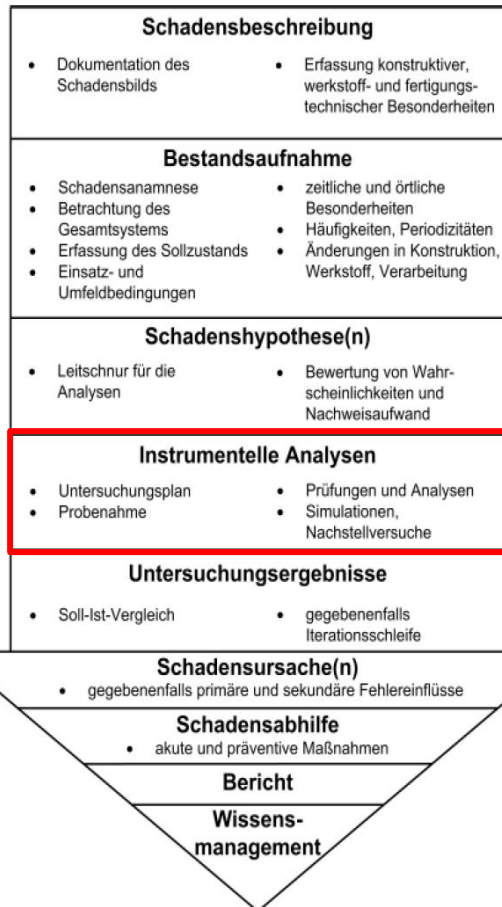 Schadensbeschreibung
• Dokumentation des
Schadensbilds
• Erfassung konstruktiver,
werkstoff- und fertigungs-
technischer Besonderheiten
Bestandsaufnahme
• Schadensanamnese
• Betrachtung des
Gesamtsystems
• Erfassung des Sollzustands
• Einsatz- und
Umfeldbedingungen
• zeitliche und örtliche
Besonderheiten
• Häufigkeiten, Periodizitäten
• Änderungen in Konstruktion,
Werkstoff, Verarbeitung
Schadenshypothese(n)
• Leitschnur für die
Analysen
• Bewertung von Wahr-
scheinlichkeiten und
Nachweisaufwand
Instrumentelle Analysen
• Untersuchungsplan
• Probenahme
• Prüfungen und Analysen
• Simulationen,
Nachstellversuche
Untersuchungsergebnisse
• Soll-Ist-Vergleich
• gegebenenfalls
Iterationsschleife
Schadensursache(n)
• gegebenenfalls primäre und sekundäre Fehlereinflüsse
Schadensabhilfe
• akute und präventive Maßnahmen
Bericht
Wissens-
management